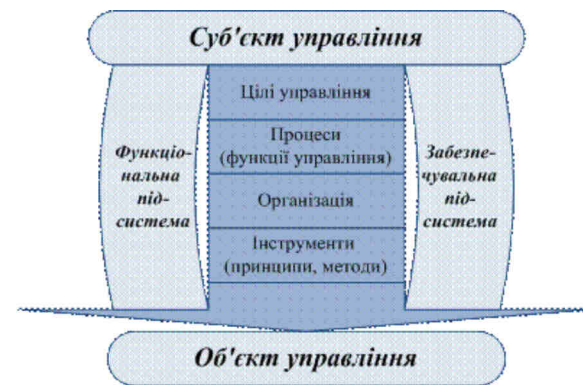 Суб'єкт управління
Функціо-
нальна
під-
система
Цілі управління
Процеси
(функції управління)
Організація
Інструменти
(принципи, методи)
Забезпе-
чувальна
під-
система
Об'єкт управління